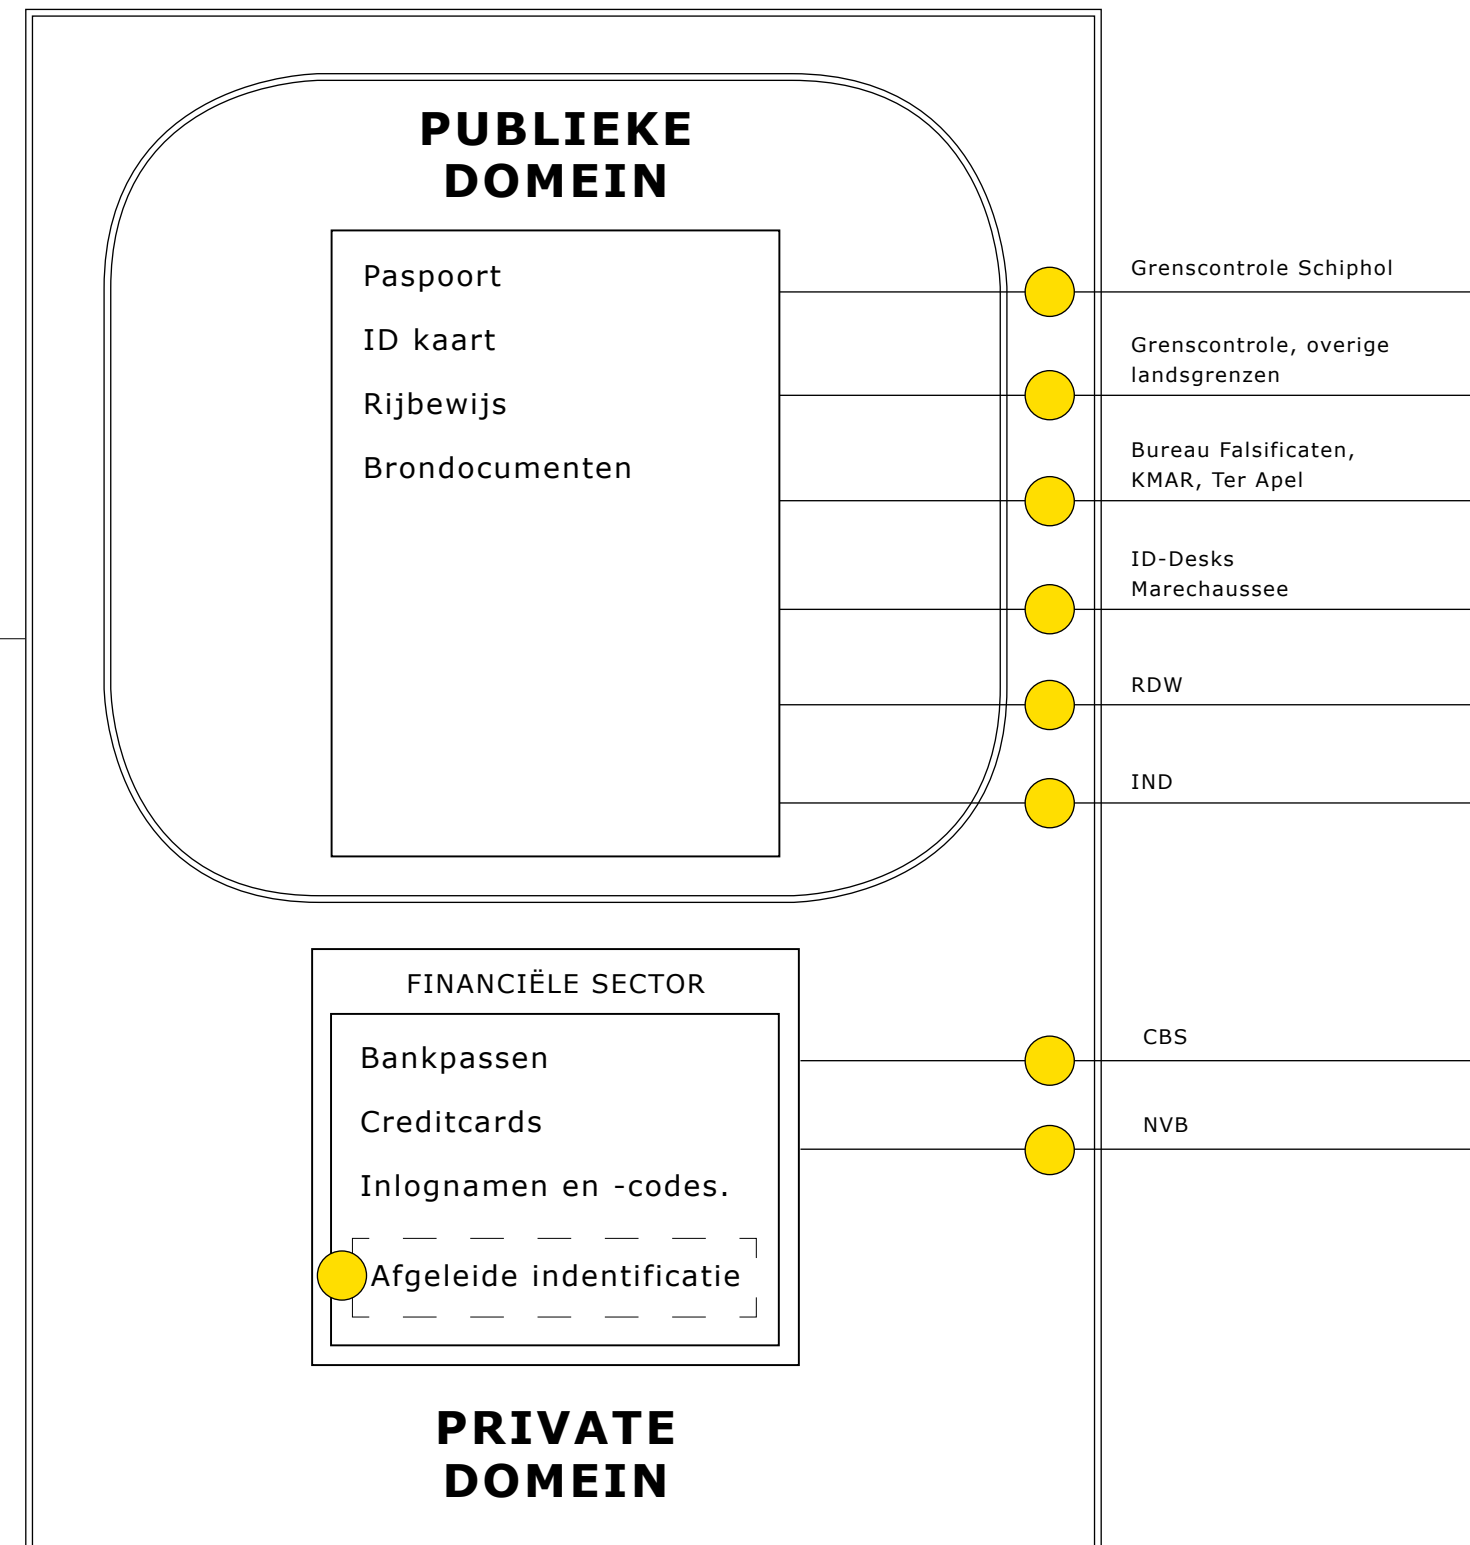 PUBLIEKE
DOMEIN
Paspoort
ID kaart
Rijbewijs
Brondocumenten
Grenscontrole Schiphol
Grenscontrole, overige
landsgrenzen
Bureau Falsificaten,
KMAR, Ter Apel
ID-Desks
Marechaussee
RDW
IND
FINANCIËLE SECTOR
Bankpassen
Creditcards
Inlognamen en -codes.
Afgeleide indentificatie
CBS
NVB
PRIVATE
DOMEIN